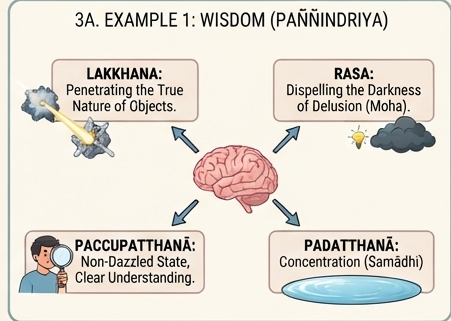 3A. EXAMPLE 1: WISDOM (PAÑÑINDRIYA)
LAKKHANA:
Penetrating the True
Nature of Objects.
RASA:
Dispelling the Darkness
of Delusion (Moha).
PACCUPATTHANĀ:
Non-Dazzled State,
Clear Understanding.
PADATTHANĀ:
Concentration (Samādhi)